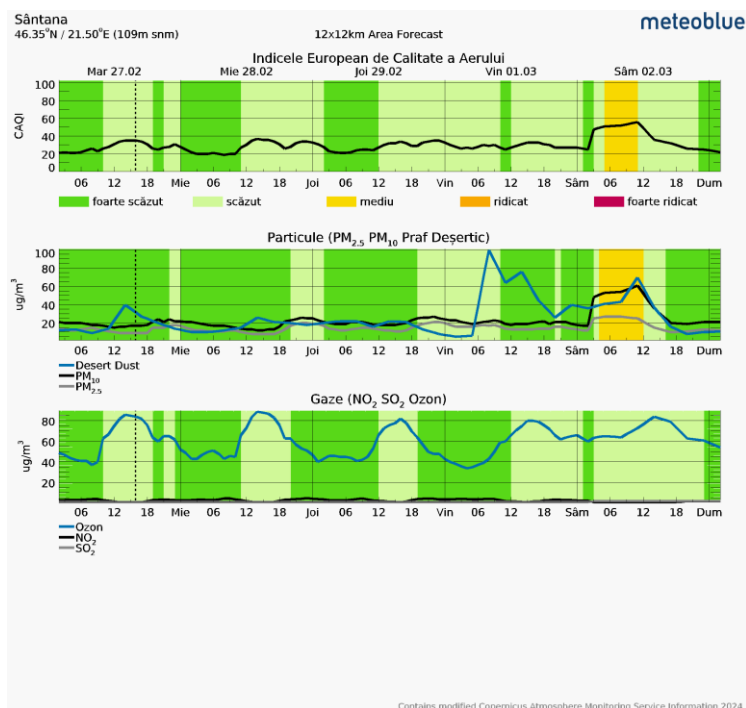 Sântana
46.35°N / 21.50°E (109m snm)
12x12km Area Forecast
meteoblue
Indicele European de Calitate a Aerului
Mar 27.02 Mie 28.02 Joi 29.02 Vin 01.03 Sâm 02.03
CAQI
100
80
60
40
20
0
06 12 18 Mie 06 12 18 Joi 06 12 18 Vin 06 12 18 Sâm 06 12 18 Dum
foarte scăzut scăzut mediu ridicat foarte ridicat
Particule (PM2.5 PM10 Praf Deșertic)
ug/m³
100
80
60
40
20
06 12 18 Mie 06 12 18 Joi 06 12 18 Vin 06 12 18 Sâm 06 12 18 Dum
Desert Dust
PM10
PM2.5
Gaze (NO2 SO2 Ozon)
ug/m³
80
60
40
20
06 12 18 Mie 06 12 18 Joi 06 12 18 Vin 06 12 18 Sâm 06 12 18 Dum
Ozon
NO2
SO2
Contains modified Copernicus Atmosphere Monitoring Service Information 2024